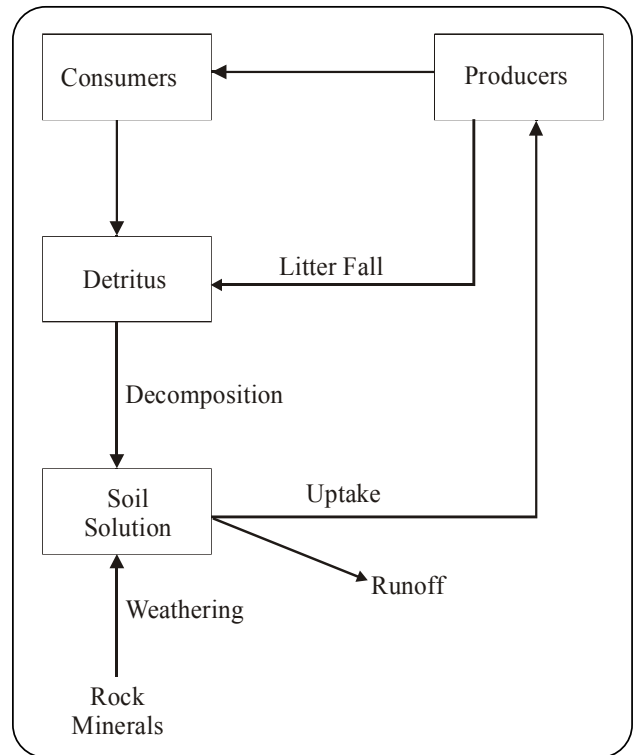 Consumers
Producers
Litter Fall
Detritus
Decomposition
Uptake
Soil
Solution
Runoff
Weathering
Rock
Minerals